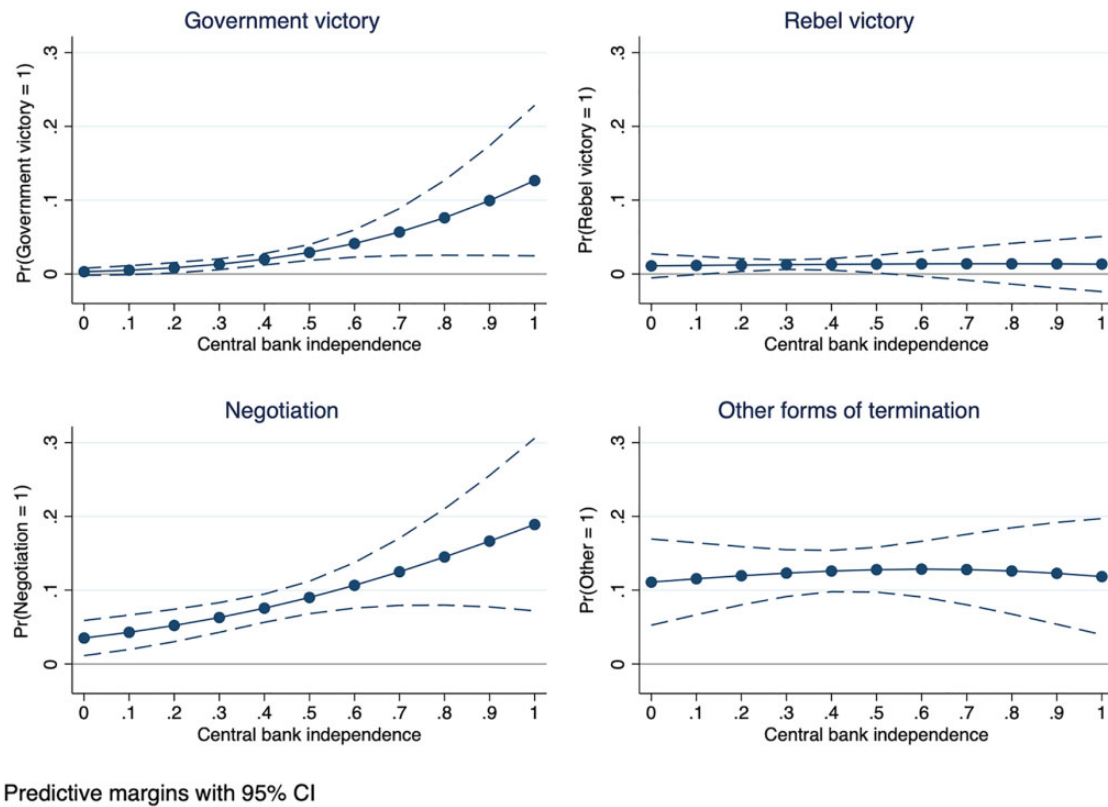 Government victory
Pr(Government victory = 1)
.3
.2
.1
0
0 .1 .2 .3 .4 .5 .6 .7 .8 .9 1
Central bank independence
Rebel victory
Pr(Rebel victory = 1)
.3
.2
.1
0
0 .1 .2 .3 .4 .5 .6 .7 .8 .9 1
Central bank independence
Negotiation
Pr(Negotiation = 1)
.3
.2
.1
0
0 .1 .2 .3 .4 .5 .6 .7 .8 .9 1
Central bank independence
Other forms of termination
Pr(Other = 1)
.3
.2
.1
0
0 .1 .2 .3 .4 .5 .6 .7 .8 .9 1
Central bank independence
Predictive margins with 95% CI